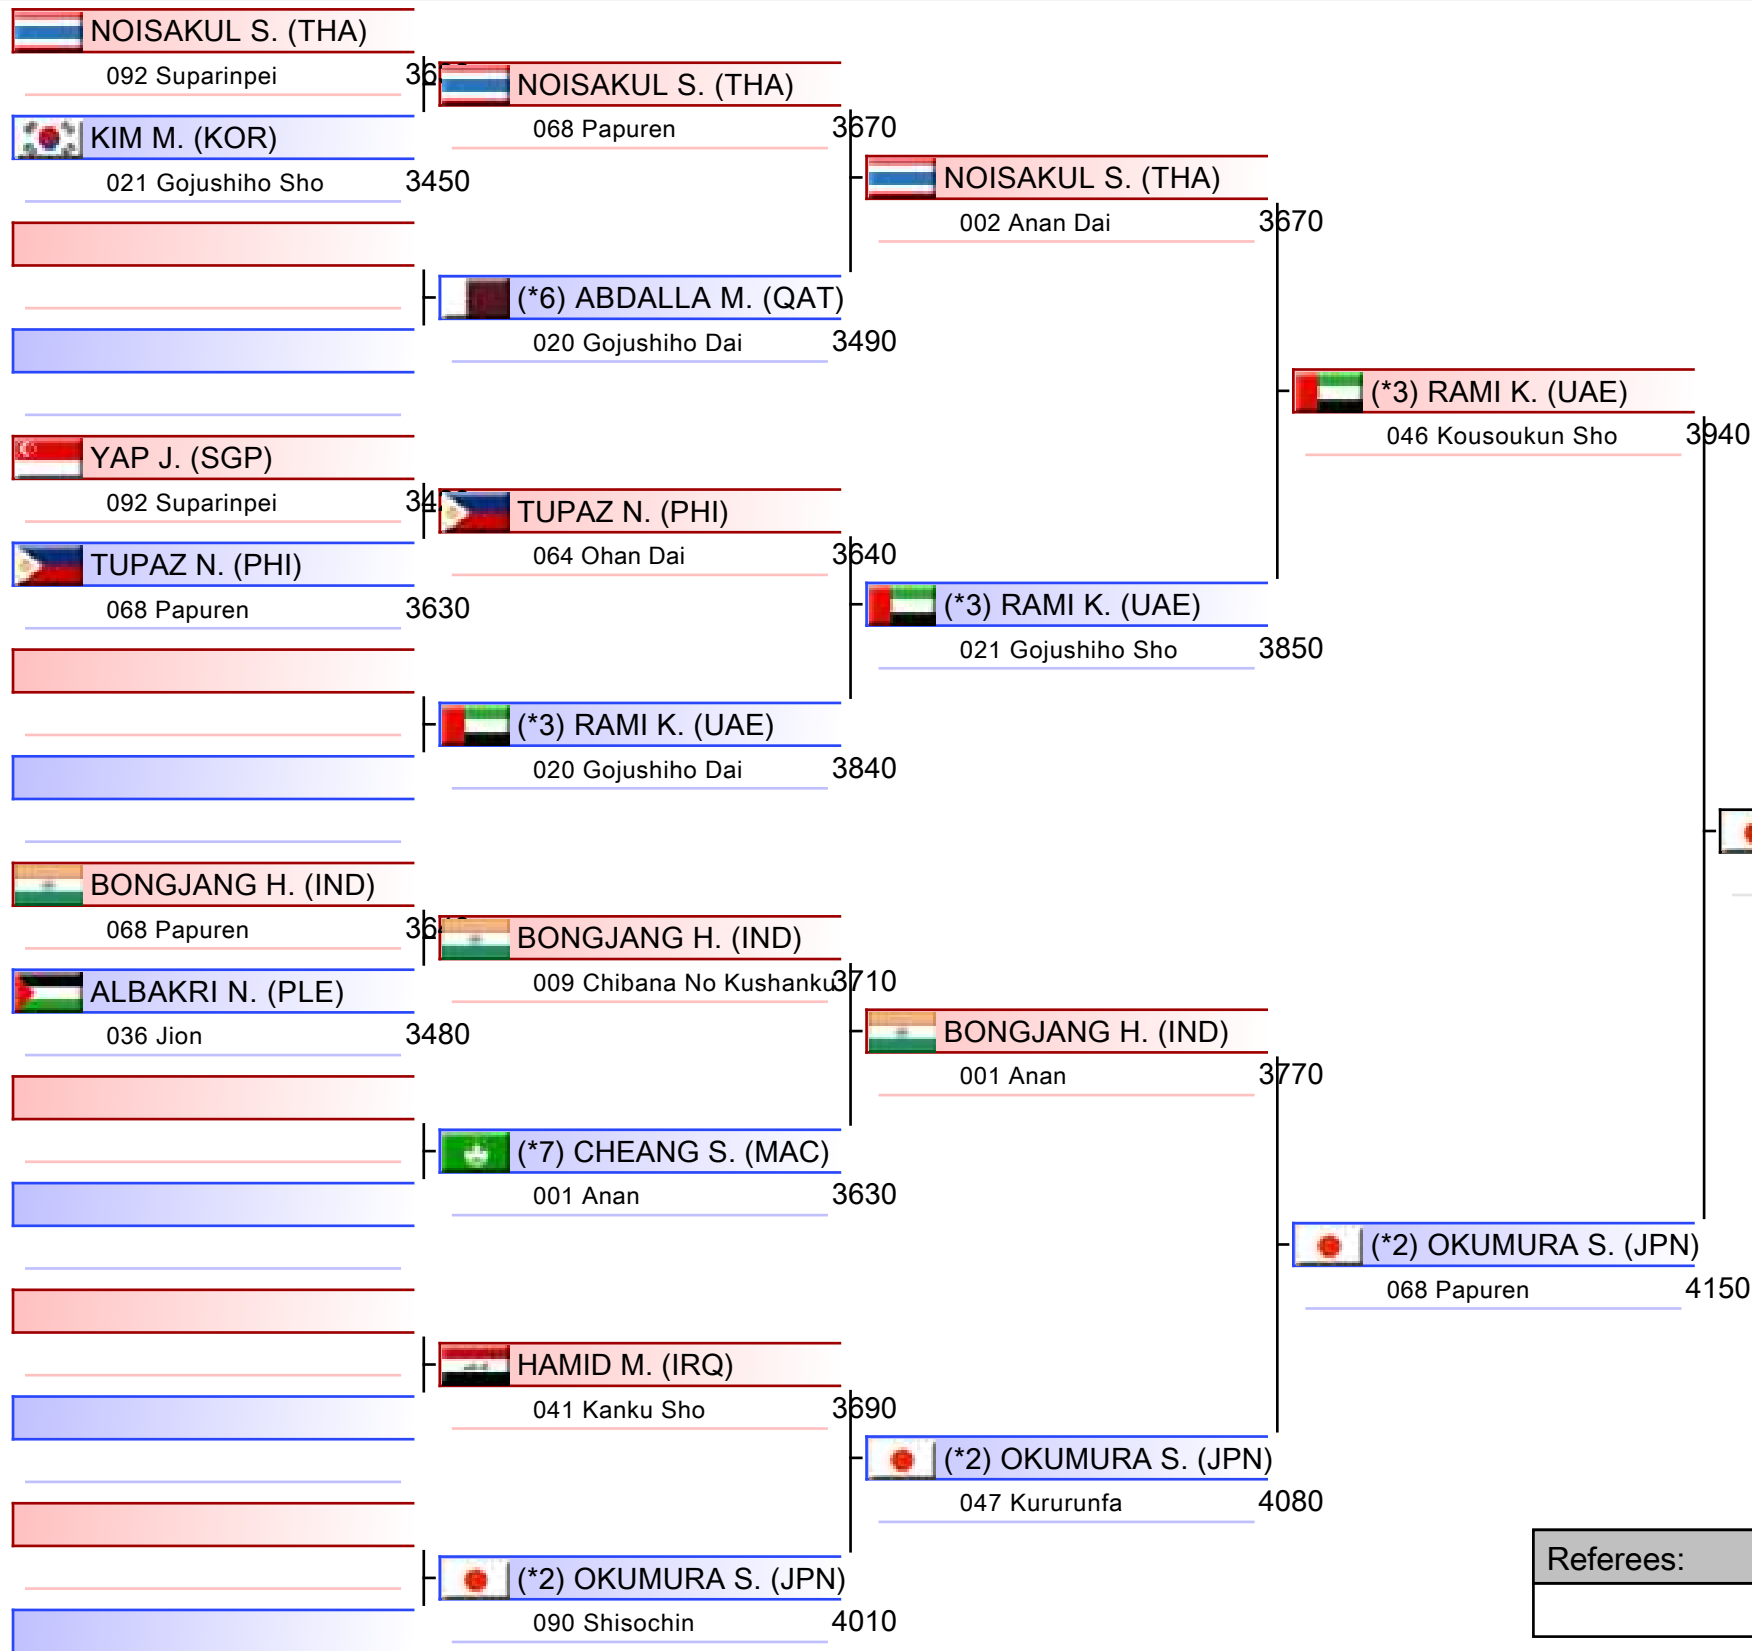 NOISAKUL S. (THA)
092 Suparinpei
KIM M. (KOR)
021 Gojushiho Sho 3450
YAP J. (SGP)
092 Suparinpei
TUPAZ N. (PHI)
068 Papuren 3630
BONGJANG H. (IND)
068 Papuren
ALBAKRI N. (PLE)
036 Jion 3480
NOISAKUL S. (THA)
068 Papuren 3670
(*6) ABDALLA M. (QAT)
020 Gojushiho Dai 3490
TUPAZ N. (PHI)
064 Ohan Dai 3640
(*3) RAMI K. (UAE)
020 Gojushiho Dai 3840
BONGJANG H. (IND)
009 Chibana No Kushanku 3710
(*7) CHEANG S. (MAC)
001 Anan 3630
HAMID M. (IRQ)
041 Kanku Sho 3690
(*2) OKUMURA S. (JPN)
090 Shisochin 4010
NOISAKUL S. (THA)
002 Anan Dai 3670
(*3) RAMI K. (UAE)
021 Gojushiho Sho 3850
BONGJANG H. (IND)
001 Anan 3770
(*2) OKUMURA S. (JPN)
047 Kururunfa 4080
(*3) RAMI K. (UAE)
046 Kousoukun Sho 3940
(*2) OKUMURA S. (JPN)
068 Papuren 4150
Referees: